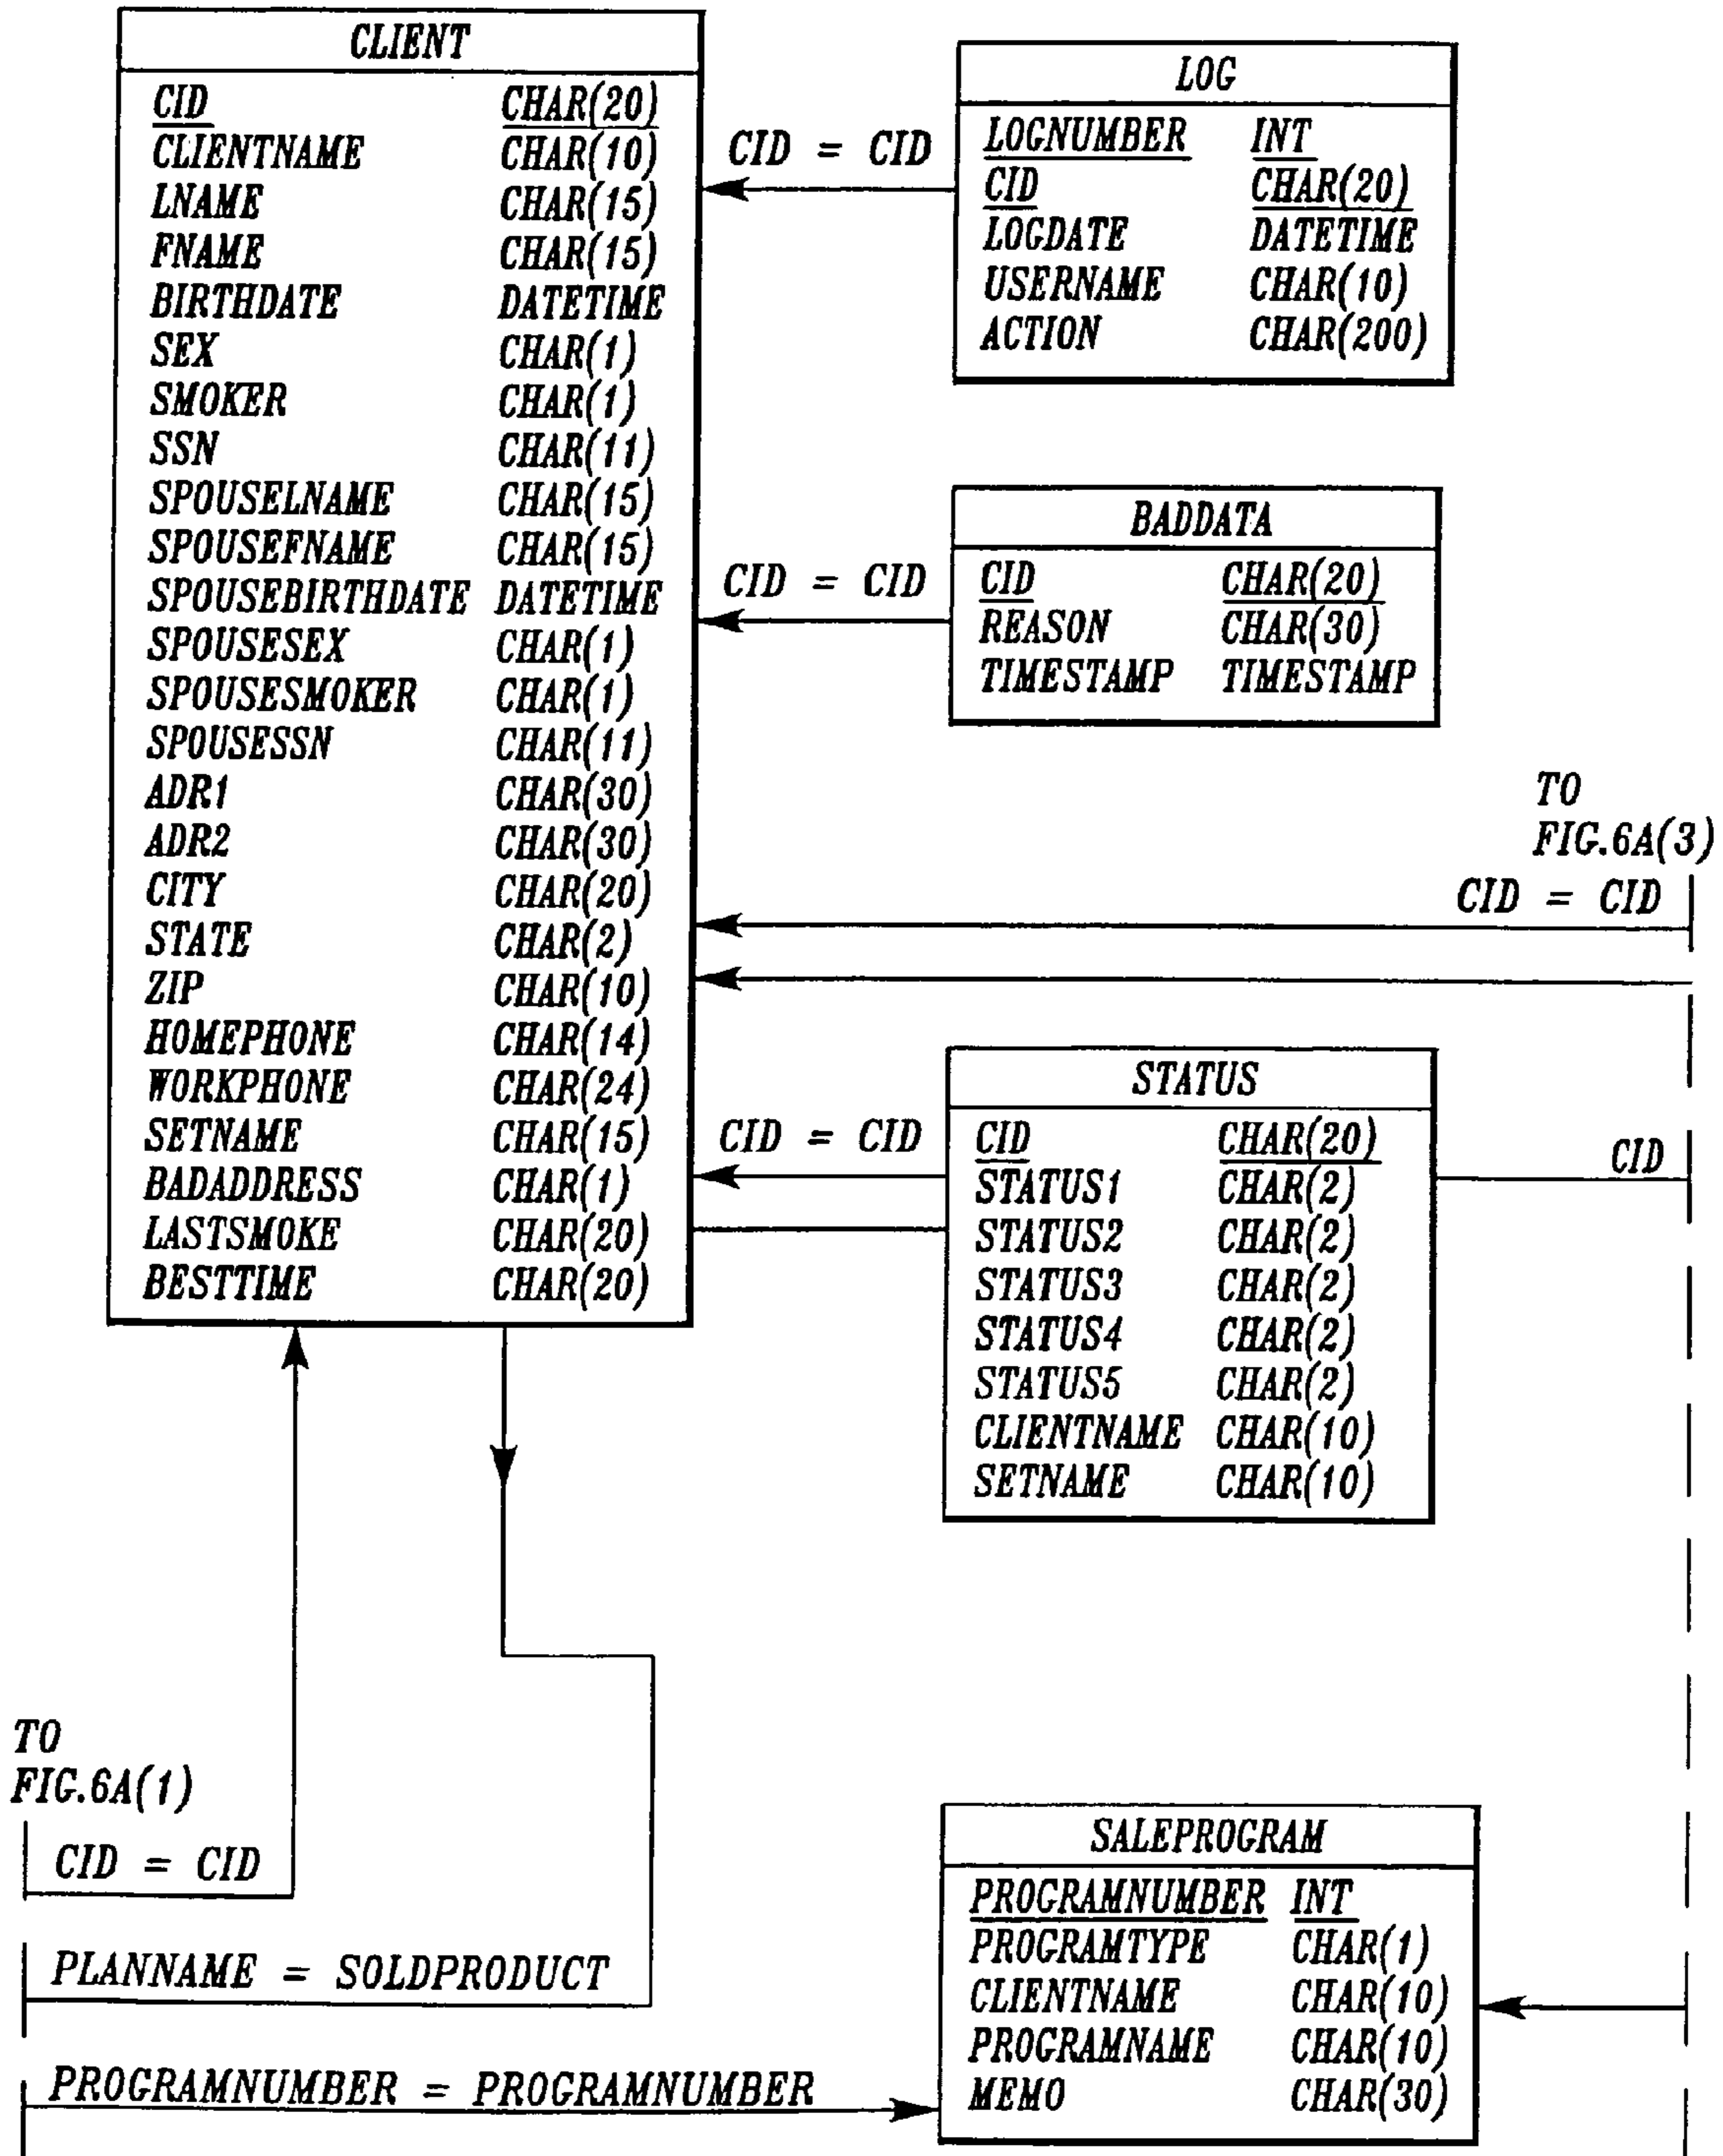 CLIENT
CID CHAR(20)
CLIENTNAME CHAR(10)
LNAME CHAR(15)
FNAME CHAR(15)
BIRTHDATE DATETIME
SEX CHAR(1)
SMOKER CHAR(1)
SSN CHAR(11)
SPOUSELNAME CHAR(15)
SPOUSEFNAME CHAR(15)
SPOUSEBIRTHDATE DATETIME
SPOUSESEX CHAR(1)
SPOUSESMOKER CHAR(1)
SPOUSESSN CHAR(11)
ADR1 CHAR(30)
ADR2 CHAR(30)
CITY CHAR(20)
STATE CHAR(2)
ZIP CHAR(10)
HOMEPHONE CHAR(14)
WORKPHONE CHAR(24)
SETNAME CHAR(15)
BADADDRESS CHAR(1)
LASTSMOKE CHAR(20)
BESTTIME CHAR(20)
CID = CID
LOG
LOGNUMBER INT
CID CHAR(20)
LOGDATE DATETIME
USERNAME CHAR(10)
ACTION CHAR(200)
CID = CID
BADDATA
CID CHAR(20)
REASON CHAR(30)
TIMESTAMP TIMESTAMP
TO
FIG.6A(3)
CID = CID
CID = CID
STATUS
CID CHAR(20)
STATUS1 CHAR(2)
STATUS2 CHAR(2)
STATUS3 CHAR(2)
STATUS4 CHAR(2)
STATUS5 CHAR(2)
CLIENTNAME CHAR(10)
SETNAME CHAR(10)
CID
TO
FIG.6A(1)
CID = CID
PLANNAME = SOLDPRODUCT
PROGRAMNUMBER = PROGRAMNUMBER
SALEPROGRAM
PROGRAMNUMBER INT
PROGRAMTYPE CHAR(1)
CLIENTNAME CHAR(10)
PROGRAMNAME CHAR(10)
MEMO CHAR(30)